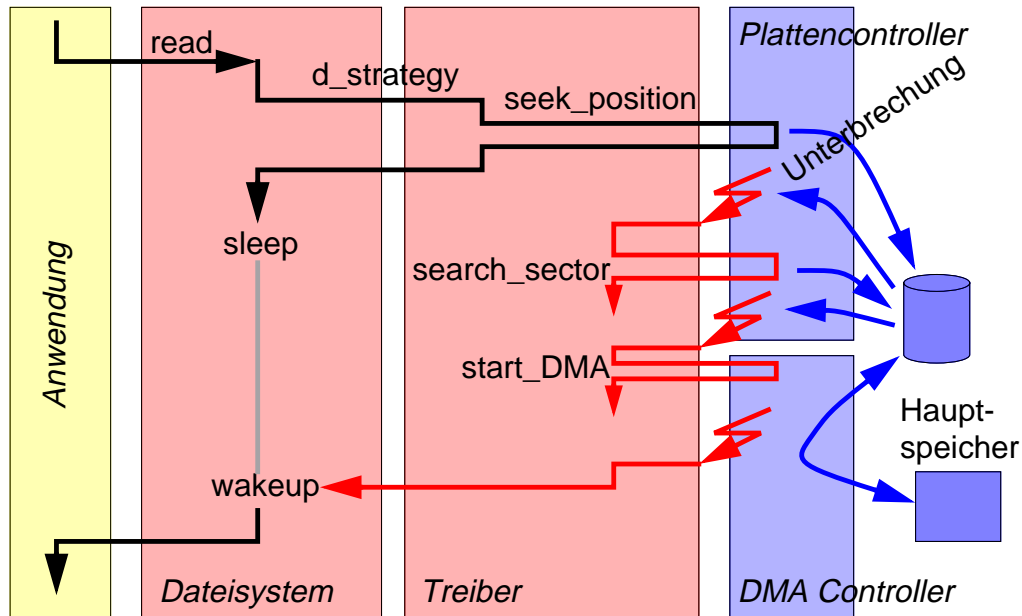 read
d_strategy
seek_position
Plattencontroller
Unterbrechung
sleep
search_sector
start_DMA
Haupt-
speicher
wakeup
Anwendung
Dateisystem
Treiber
DMA Controller